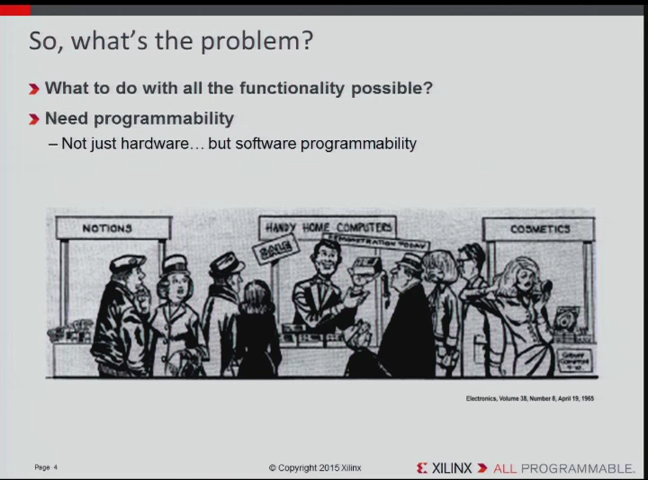 So, what's the problem?
What to do with all the functionality possible?
Need programmability
– Not just hardware… but software programmability
NOTIONS
HANDY HOME COMPUTERS
COSMETICS
SALE
DEMONSTRATION TODAY
Electronics, Volume 38, Number 8, April 19, 1965
Page 4
© Copyright 2015 Xilinx
XILINX
ALL PROGRAMMABLE.